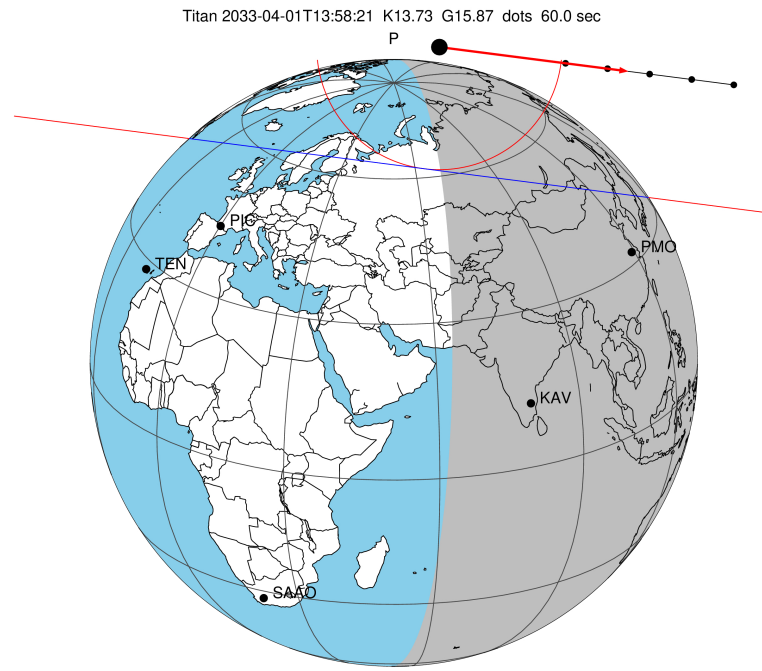 Titan 2033-04-01T13:58:21 K13.73 G15.87 dots 60.0 sec
P
PIC
TEN
PMO
KAV
SAAO